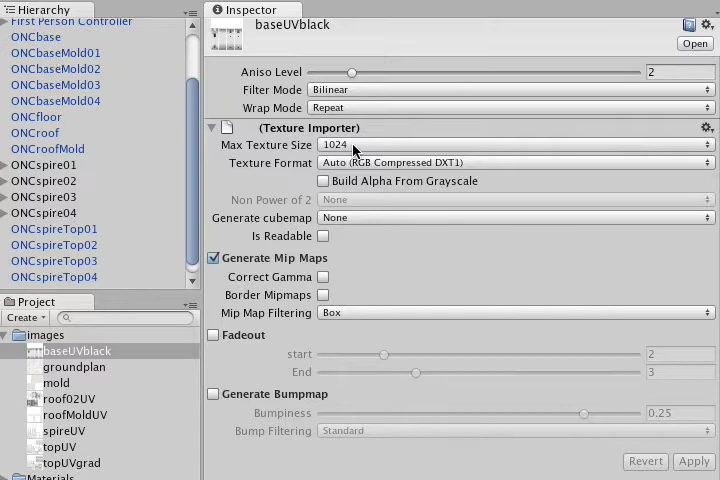 Hierarchy
First Person Controller
ONCbase
ONCbaseMold01
ONCbaseMold02
ONCbaseMold03
ONCbaseMold04
ONCfloor
ONCroof
ONCroofMold
ONCspire01
ONCspire02
ONCspire03
ONCspire04
ONCspireTop01
ONCspireTop02
ONCspireTop03
ONCspireTop04
Project
Create
images
baseUVblack
groundplan
mold
roof02UV
roofMoldUV
spireUV
topUV
topUVgrad
Materials
Inspector
baseUVblack
Open
Aniso Level 2
Filter Mode Bilinear
Wrap Mode Repeat
(Texture Importer)
Max Texture Size 1024
Texture Format Auto (RGB Compressed DXT1)
Build Alpha From Grayscale
Non Power of 2 None
Generate cubemap None
Is Readable
Generate Mip Maps
Correct Gamma
Border Mipmaps
Mip Map Filtering Box
Fadeout
start 2
End 3
Generate Bumpmap
Bumpiness 0.25
Bump Filtering Standard
Revert Apply